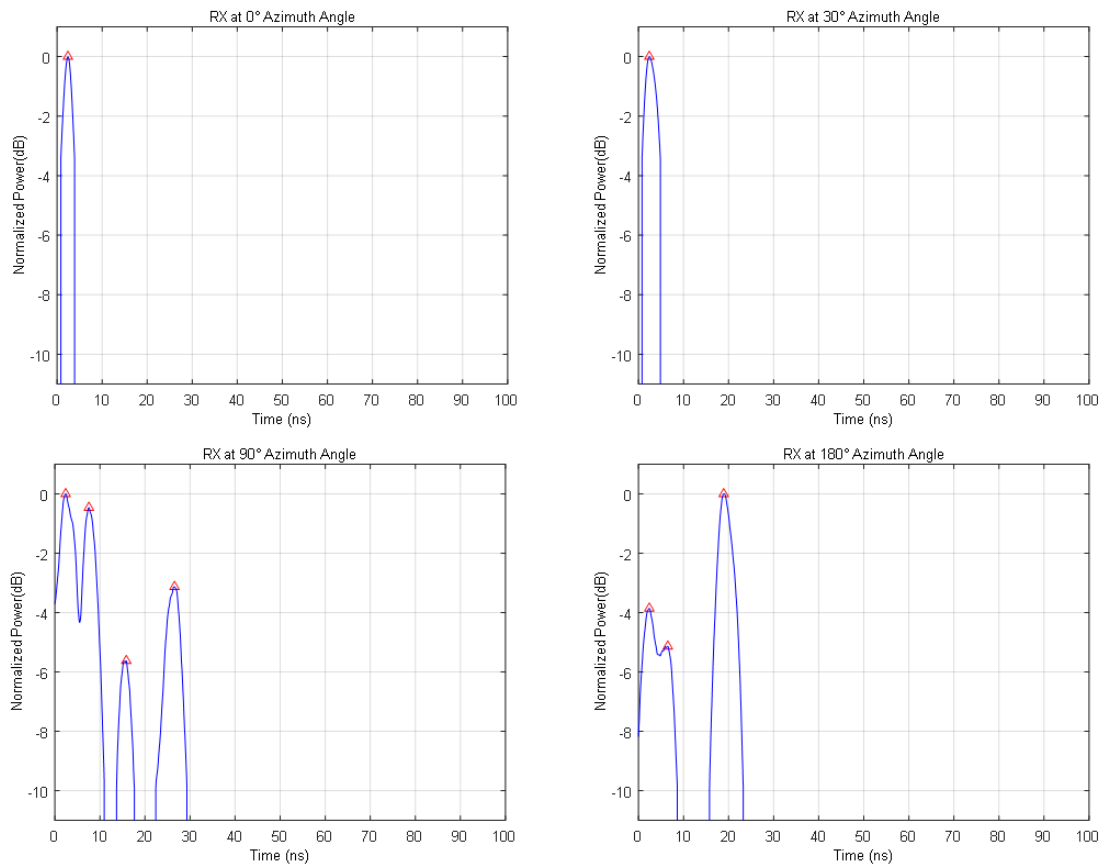 RX at 0° Azimuth Angle
RX at 30° Azimuth Angle
Normalized Power(dB)
0
-2
-4
-6
-8
-10
0 10 20 30 40 50 60 70 80 90 100
Time (ns)
Normalized Power(dB)
0
-2
-4
-6
-8
-10
0 10 20 30 40 50 60 70 80 90 100
Time (ns)
RX at 90° Azimuth Angle
RX at 180° Azimuth Angle
Normalized Power(dB)
0
-2
-4
-6
-8
-10
0 10 20 30 40 50 60 70 80 90 100
Time (ns)
Normalized Power(dB)
0
-2
-4
-6
-8
-10
0 10 20 30 40 50 60 70 80 90 100
Time (ns)